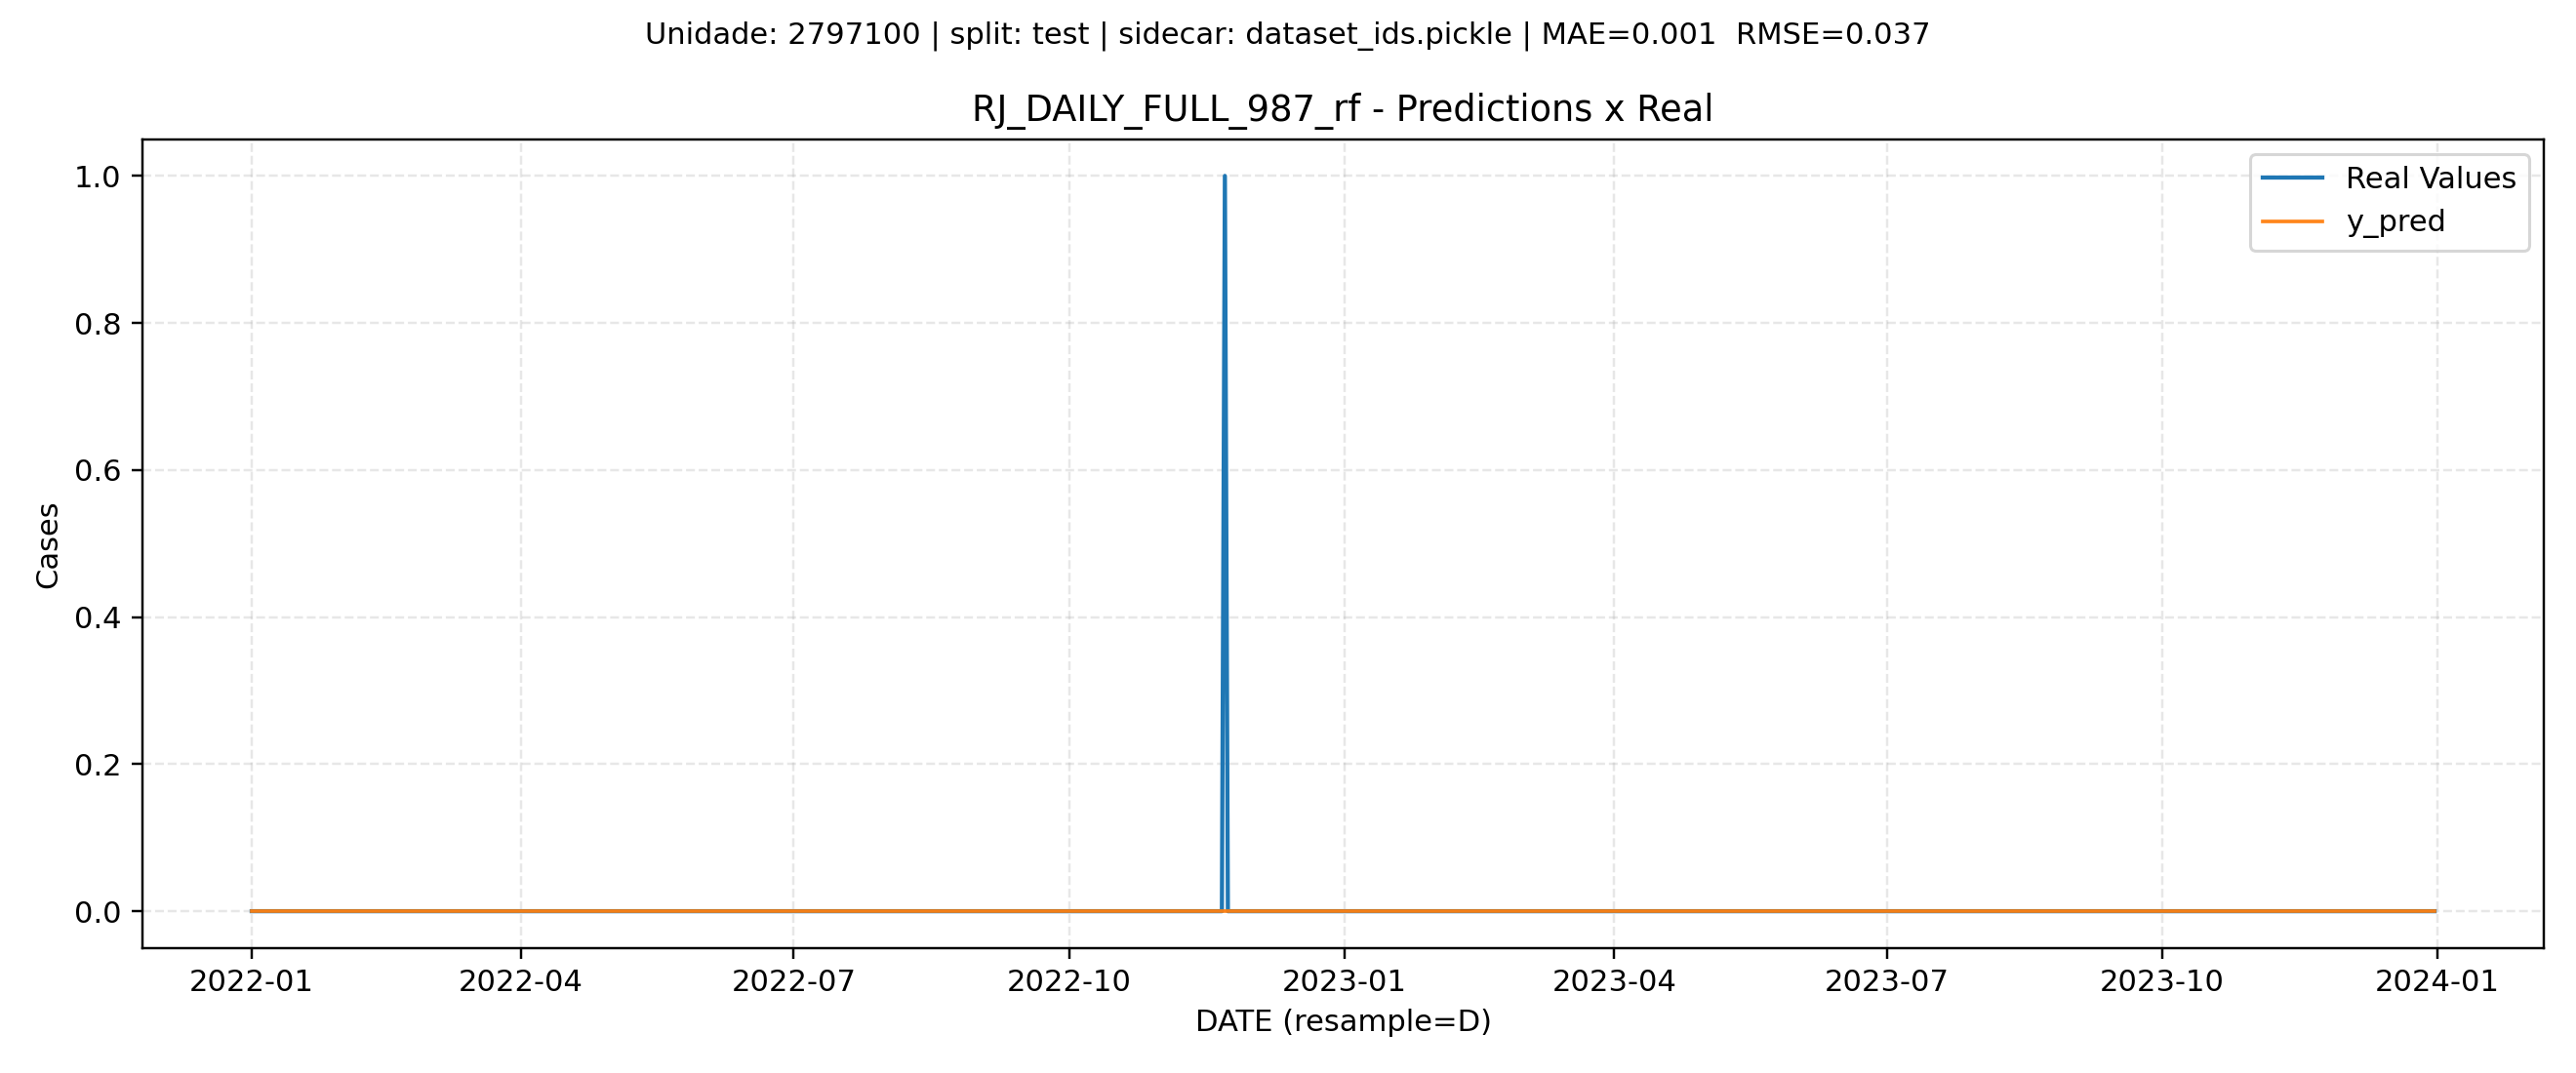 Unidade: 2797100 | split: test | sidecar: dataset_ids.pickle | MAE=0.001  RMSE=0.037
RJ_DAILY_FULL_987_rf - Predictions x Real
Real Values
y_pred
Cases
1.0
0.8
0.6
0.4
0.2
0.0
2022-01 2022-04 2022-07 2022-10 2023-01 2023-04 2023-07 2023-10 2024-01
DATE (resample=D)